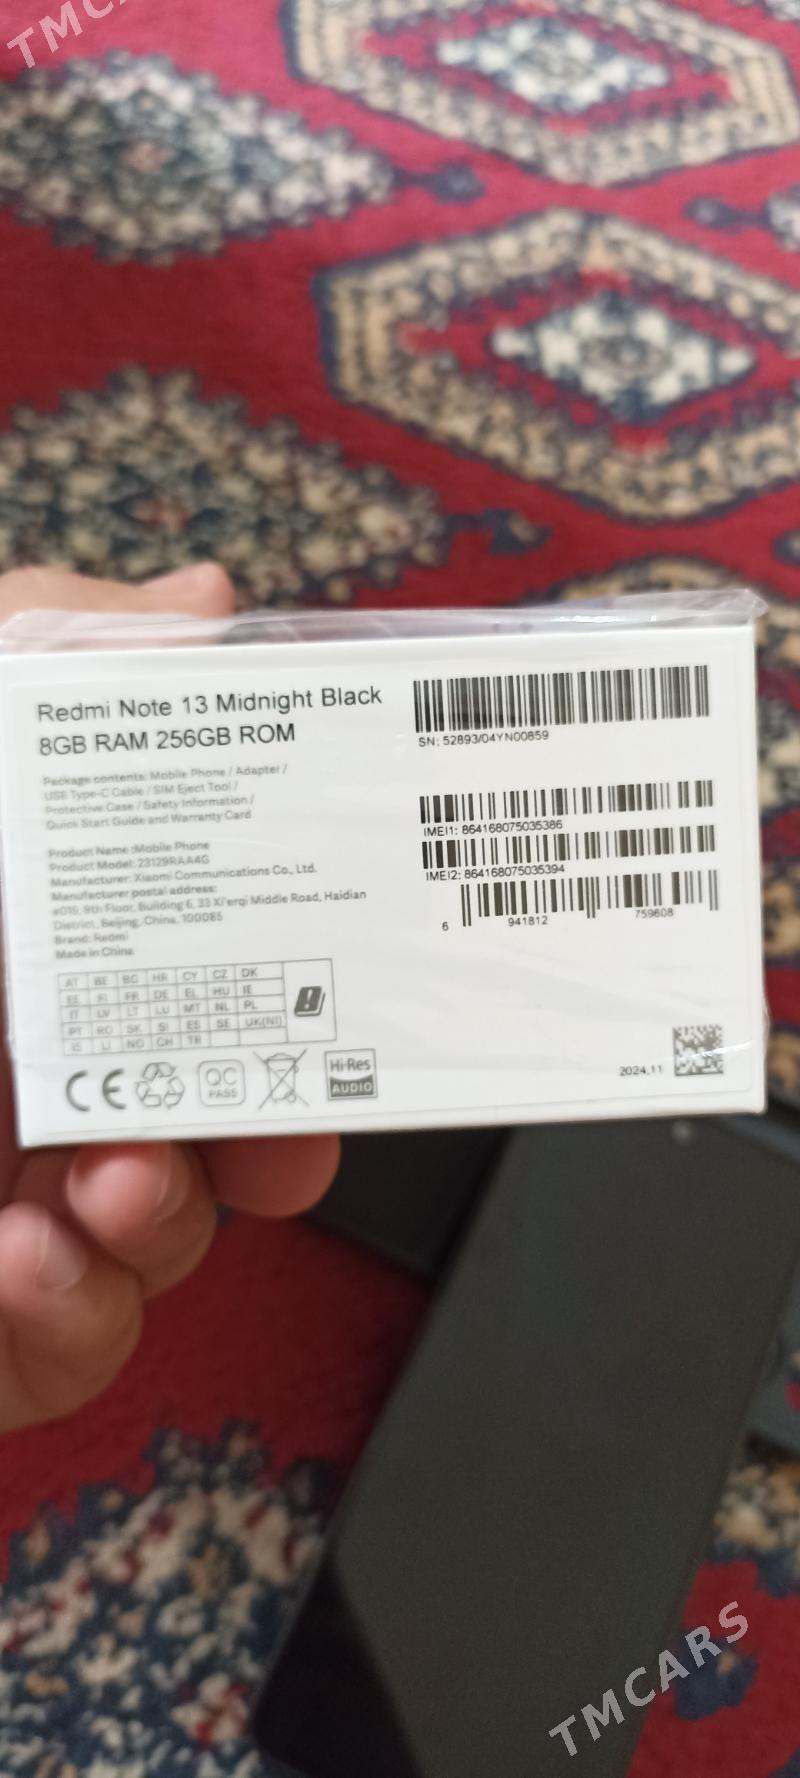 TMCARS
Redmi Note 13 Midnight Black
8GB RAM 256GB ROM
Package contents: Mobile Phone / Adapter /
USB Type-C Cable / SIM Eject Tool /
Protective Case / Safety Information /
Quick Start Guide and Warranty Card
Product Name :Mobile Phone
Product Model: 23129RAA4G
Manufacturer: Xiaomi Communications Co., Ltd.
Manufacturer postal address:
#019, 9th Floor, Building 6, 33 Xi'erqi Middle Road, Haidian
District, Beijing, China, 100085
Brand: Redmi
Made in China
SN: 52893/04YN00859
IMEI1: 864168075035386
IMEI2: 864168075035394
6 941812 759608
AT BE BG HR CY CZ DK
EE FI FR DE EL HU IE
IT LV LT LU MT NL PL
PT RO SK SI ES SE UK(NI)
IS LI NO CH TR
CE
QC
PASS
Hi-Res
AUDIO
2024.11
TMCARS